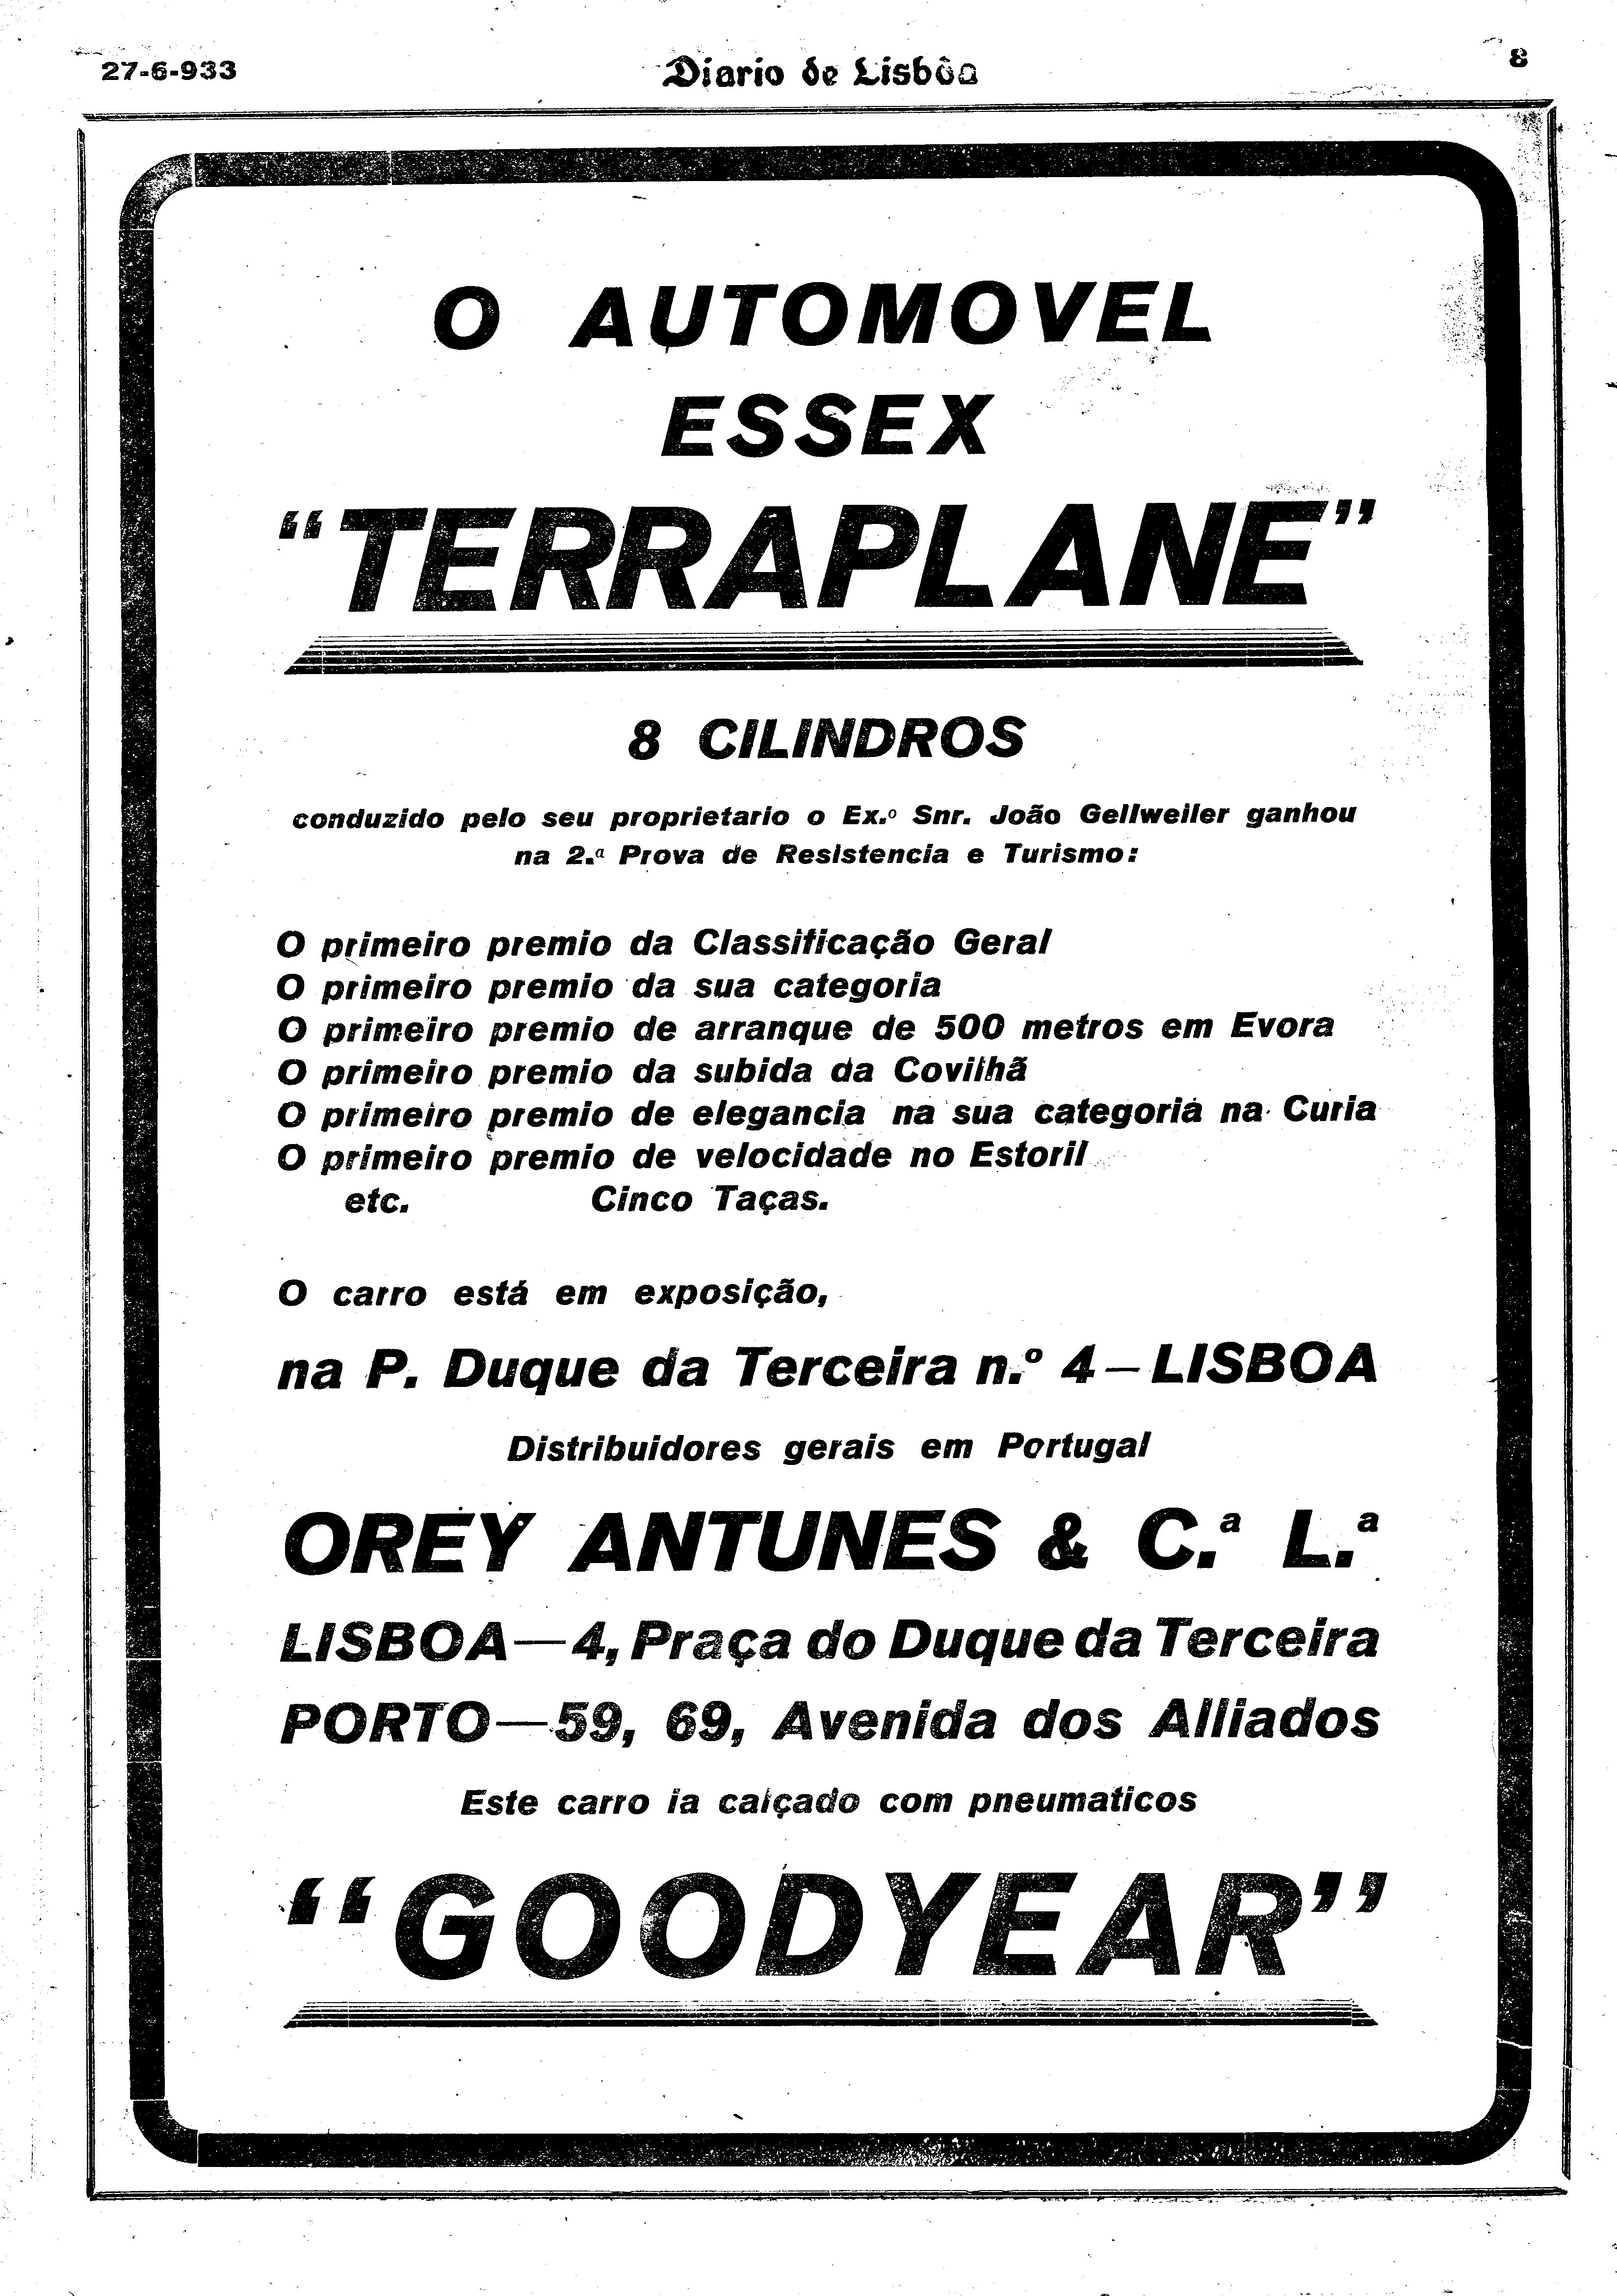 27-6-933
Diario de Lisbôa
8
O AUTOMOVEL
ESSEX
“TERRAPLANE”
8 CILINDROS
conduzido pelo seu proprietario o Ex.º Snr. João Gellweiler ganhou
na 2.ª Prova de Resistencia e Turismo:
O primeiro premio da Classificação Geral
O primeiro premio da sua categoria
O primeiro premio de arranque de 500 metros em Evora
O primeiro premio da subida da Covilhã
O primeiro premio de elegancia na sua categoria na Curia
O primeiro premio de velocidade no Estoril
etc. Cinco Taças.
O carro está em exposição,
na P. Duque da Terceira n.º 4—LISBOA
Distribuidores gerais em Portugal
OREY ANTUNES & C.ª L.ª
LISBOA—4, Praça do Duque da Terceira
PORTO—59, 69, Avenida dos Alliados
Este carro ia calçado com pneumaticos
“GOODYEAR”